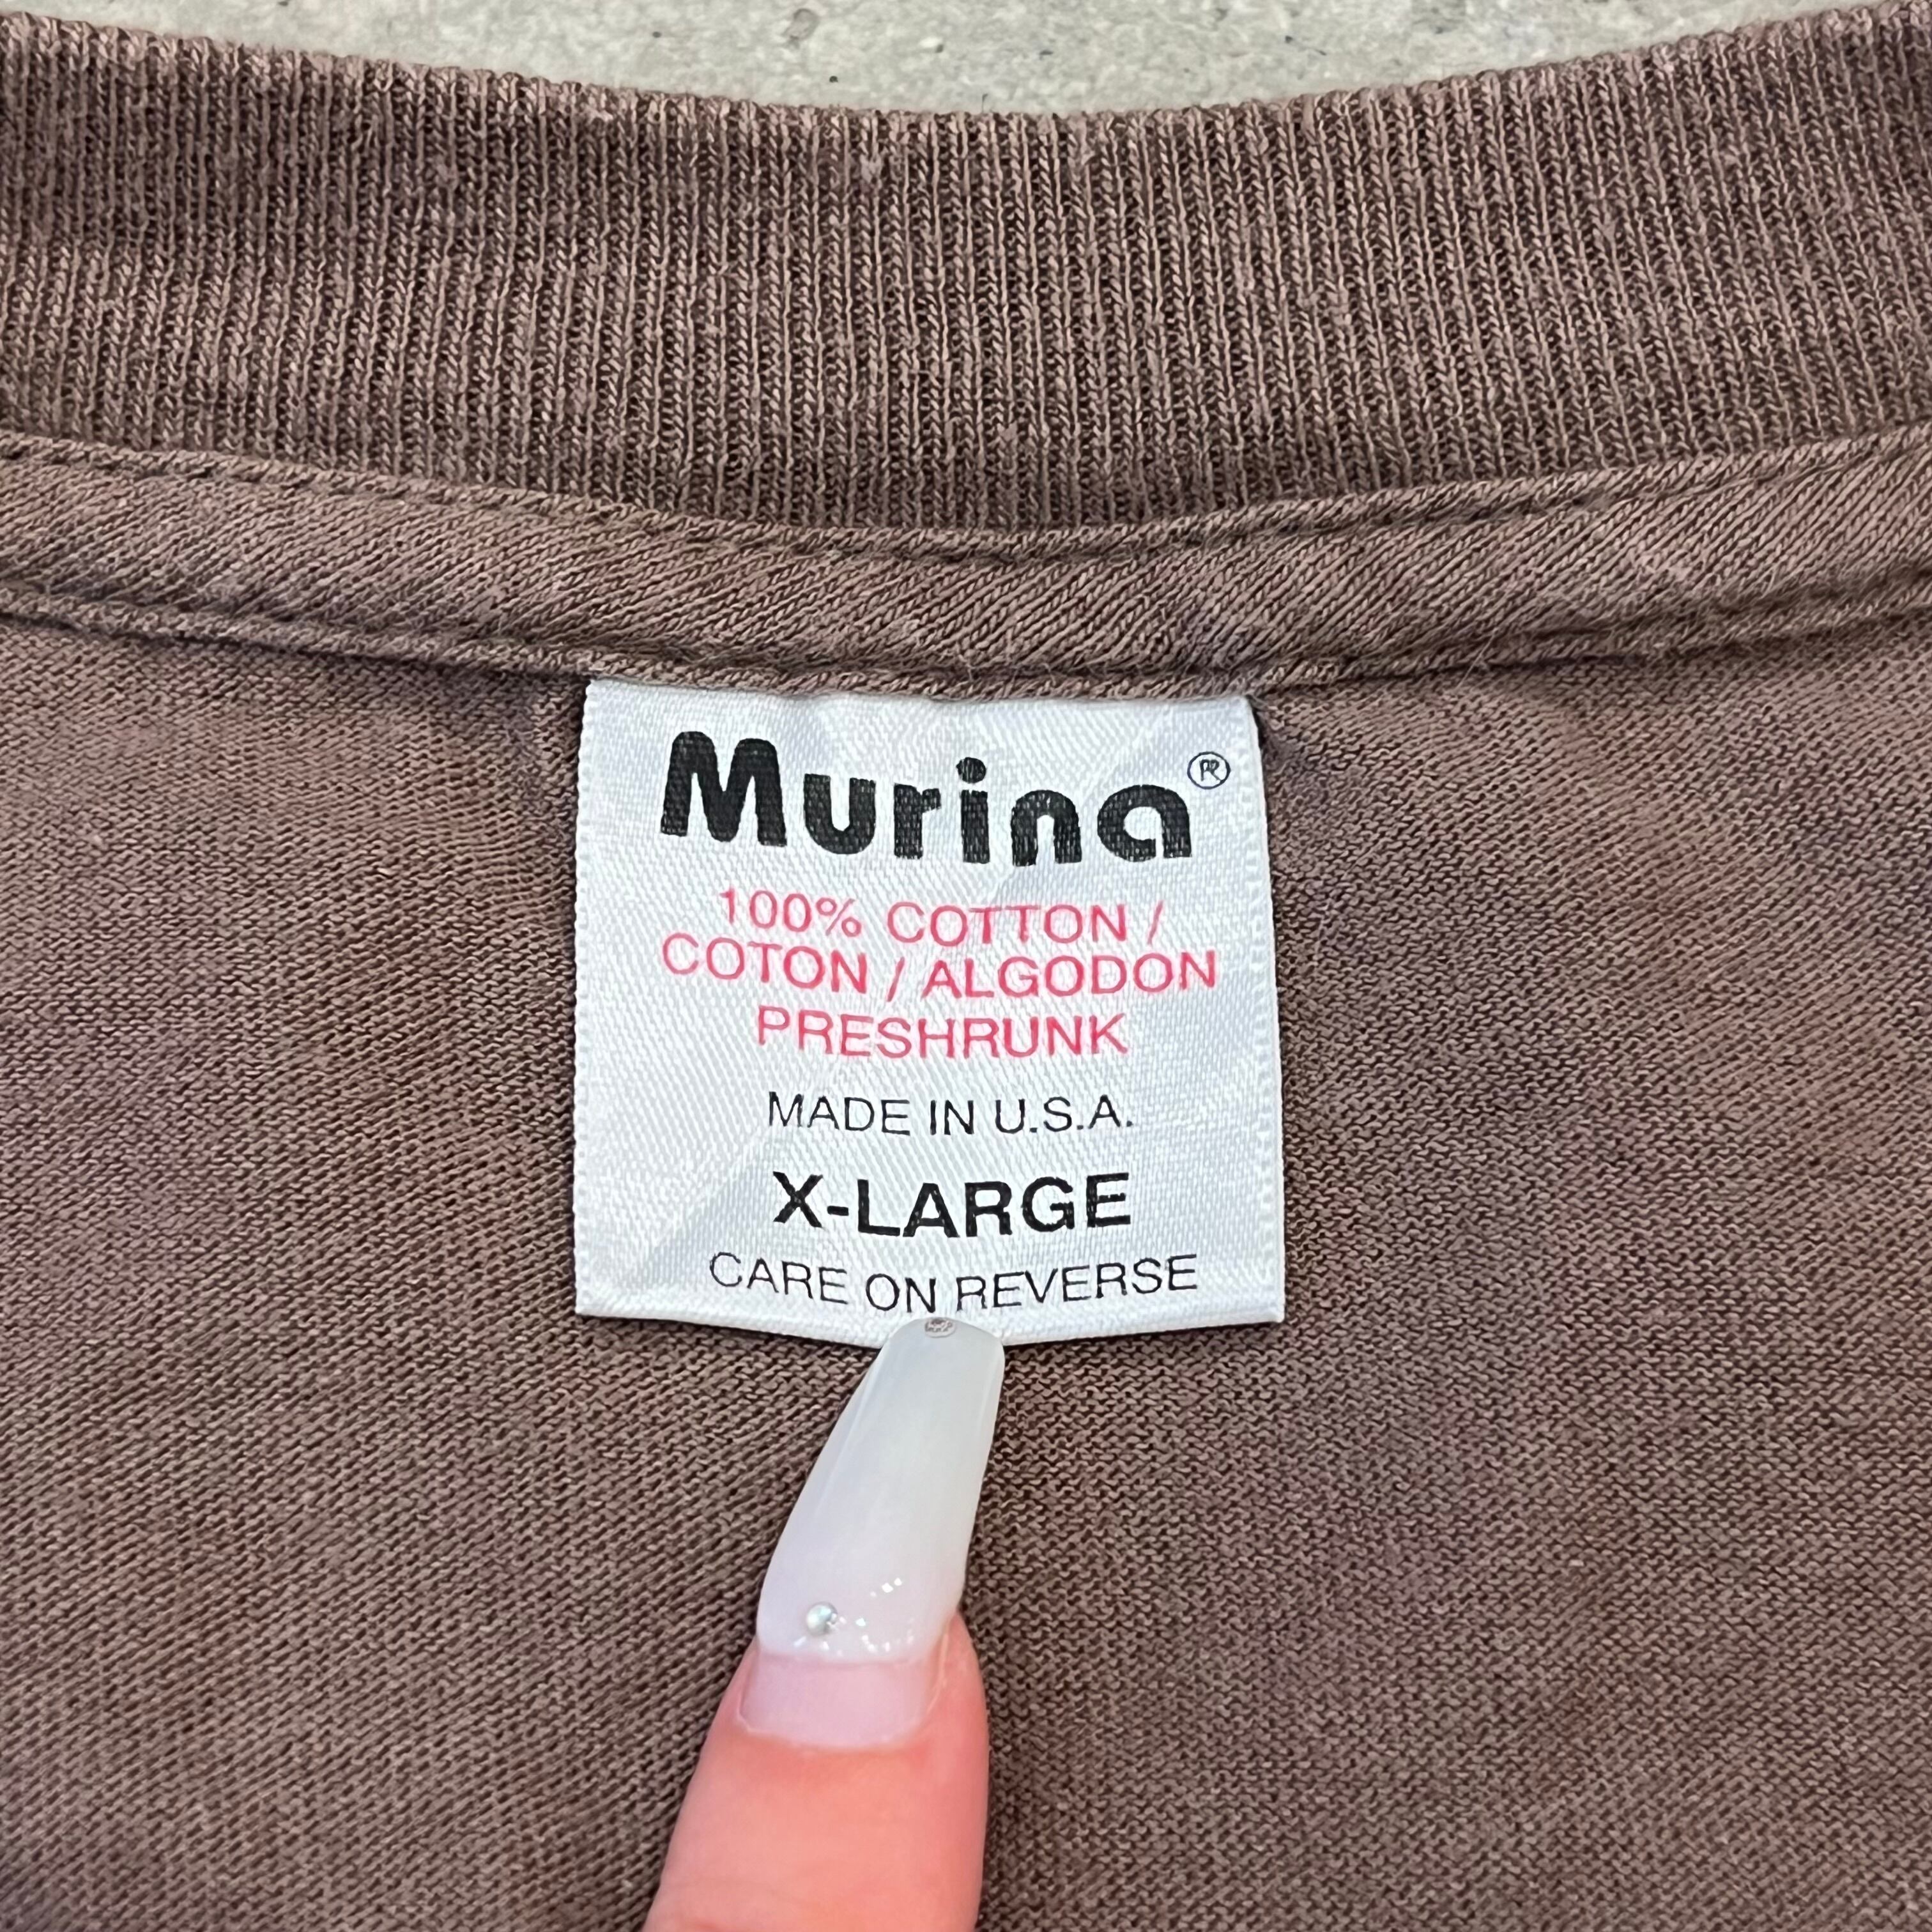 Murina®
100% COTTON /
COTON / ALGODON
PRESHRUNK
MADE IN U.S.A.
X-LARGE
CARE ON REVERSE